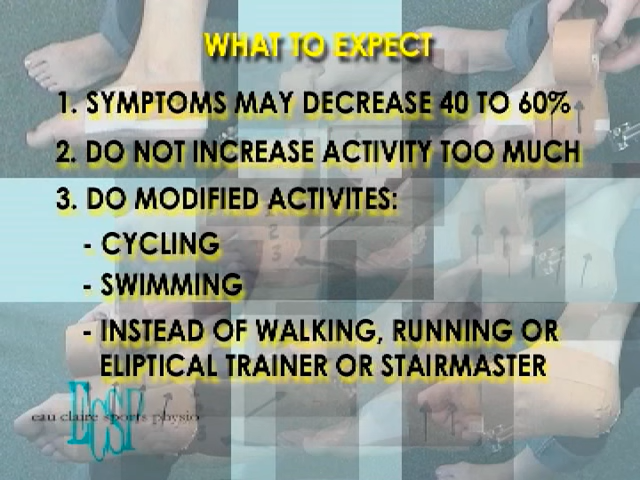 WHAT TO EXPECT
1. SYMPTOMS MAY DECREASE 40 TO 60%
2. DO NOT INCREASE ACTIVITY TOO MUCH
3. DO MODIFIED ACTIVITES:
- CYCLING
- SWIMMING
- INSTEAD OF WALKING, RUNNING OR
ELIPTICAL TRAINER OR STAIRMASTER
ECSP
eau claire sports physio